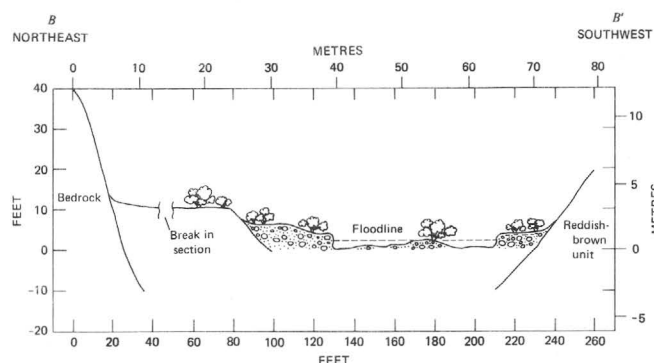 B
NORTHEAST
B'
SOUTHWEST
METRES
0 10 20 30 40 50 60 70 80
40
30
20
10
0
-10
-20
FEET
10
5
0
-5
METRES
Bedrock
Break in
section
Floodline
Reddish-
brown
unit
0 20 40 60 80 100 120 140 160 180 200 220 240 260
FEET